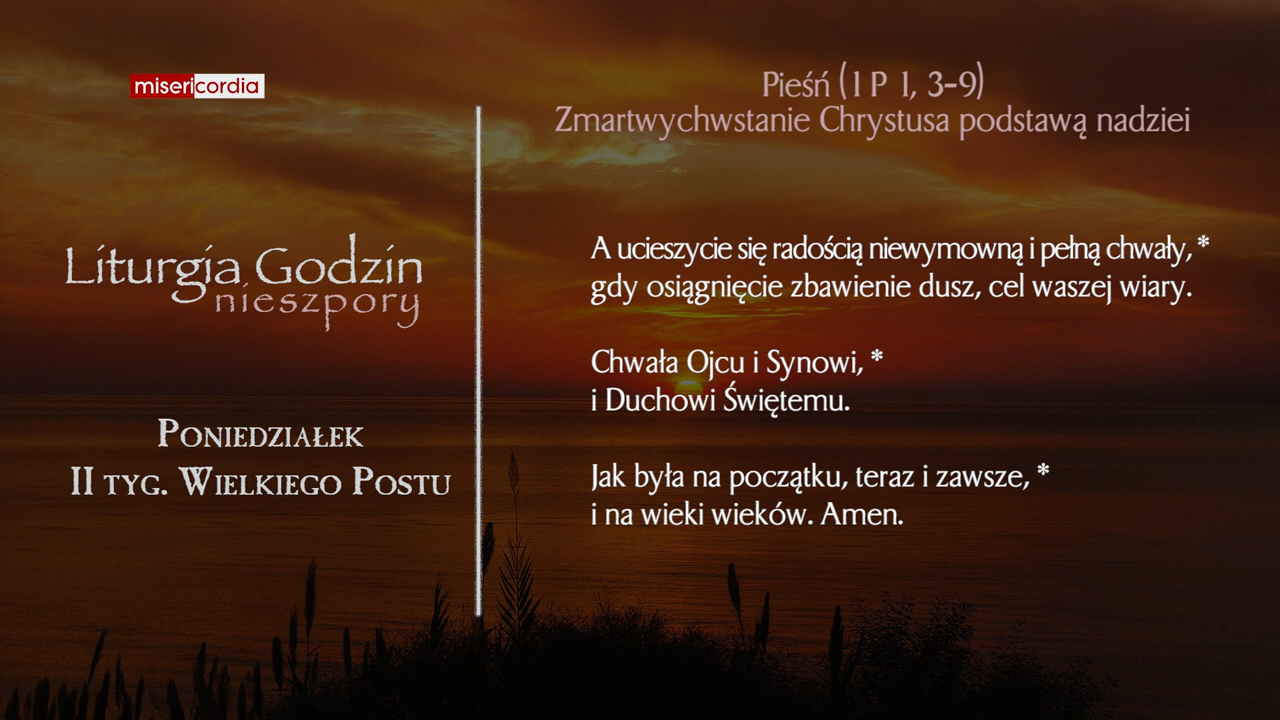 misericordia
Liturgia Godzin
nieszpory
Poniedziałek
II tyg. Wielkiego Postu
Pieśń (1 P 1, 3-9)
Zmartwychwstanie Chrystusa podstawą nadziei
A ucieszycie się radością niewymowną i pełną chwały, *
gdy osiągnięcie zbawienie dusz, cel waszej wiary.
Chwała Ojcu i Synowi, *
i Duchowi Świętemu.
Jak była na początku, teraz i zawsze, *
i na wieki wieków. Amen.